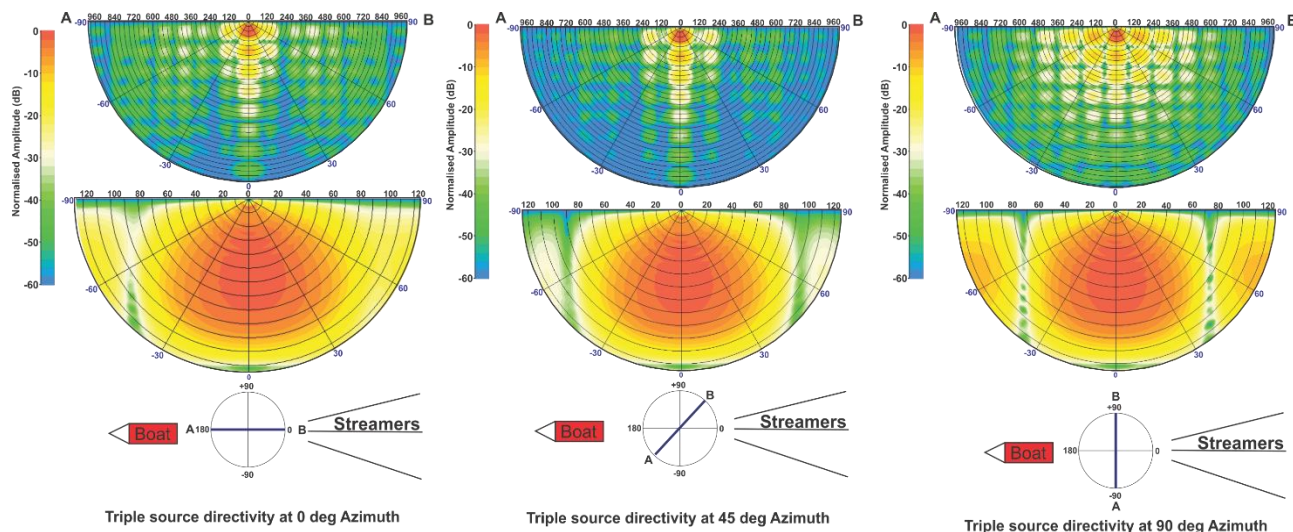 A
B
960 840 720 600 480 360 240 120 0 120 240 360 480 600 720 840 960
-90 90
-60 60
-30 30
0
Normalised Amplitude (dB)
0
-10
-20
-30
-40
-50
-60
120 100 80 60 40 20 0 20 40 60 80 100 120
-90 90
-60 60
-30 30
0
+90
Boat
A 180 0 B
Streamers
-90
Triple source directivity at 0 deg Azimuth
A
B
960 840 720 600 480 360 240 120 0 120 240 360 480 600 720 840 960
-90 90
-60 60
-30 30
0
Normalised Amplitude (dB)
0
-10
-20
-30
-40
-50
-60
120 100 80 60 40 20 0 20 40 60 80 100 120
-90 90
-60 60
-30 30
0
+90
B
Boat
180 0
Streamers
A
-90
Triple source directivity at 45 deg Azimuth
A
B
960 840 720 600 480 360 240 120 0 120 240 360 480 600 720 840 960
-90 90
-60 60
-30 30
0
Normalised Amplitude (dB)
0
-10
-20
-30
-40
-50
-60
120 100 80 60 40 20 0 20 40 60 80 100 120
-90 90
-60 60
-30 30
0
B
+90
Boat
180 0
Streamers
-90
A
Triple source directivity at 90 deg Azimuth